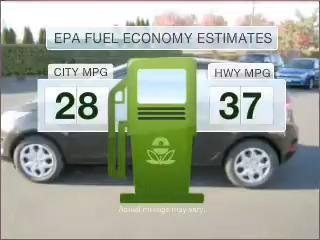 EPA FUEL ECONOMY ESTIMATES
CITY MPG
HWY MPG
28
37
Actual mileage may vary.